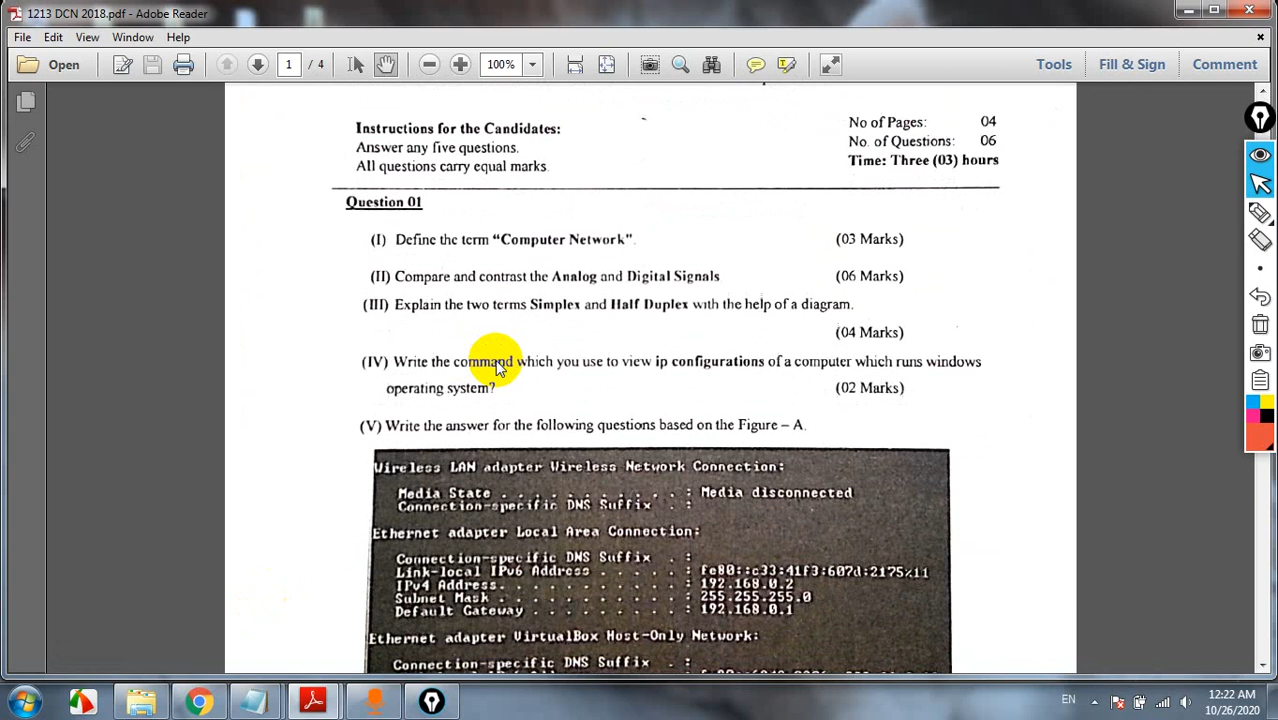 1213 DCN 2018.pdf - Adobe Reader
File Edit View Window Help
Open 1 / 4 100% Tools Fill & Sign Comment
Instructions for the Candidates:
Answer any five questions.
All questions carry equal marks.
No of Pages: 04
No. of Questions: 06
Time: Three (03) hours
Question 01
(I) Define the term "Computer Network". (03 Marks)
(II) Compare and contrast the Analog and Digital Signals (06 Marks)
(III) Explain the two terms Simplex and Half Duplex with the help of a diagram.
(04 Marks)
(IV) Write the command which you use to view ip configurations of a computer which runs windows
operating system? (02 Marks)
(V) Write the answer for the following questions based on the Figure – A.
Wireless LAN adapter Wireless Network Connection:
Media State . . . . . . . . . . . : Media disconnected
Connection-specific DNS Suffix . :
Ethernet adapter Local Area Connection:
Connection-specific DNS Suffix . :
Link-local IPv6 Address . . . . . : fe80::c33:41f3:607d:2175%11
IPv4 Address. . . . . . . . . . . : 192.168.0.2
Subnet Mask . . . . . . . . . . . : 255.255.255.0
Default Gateway . . . . . . . . . : 192.168.0.1
Ethernet adapter VirtualBox Host-Only Network:
Connection-specific DNS Suffix . :
EN 12:22 AM
10/26/2020